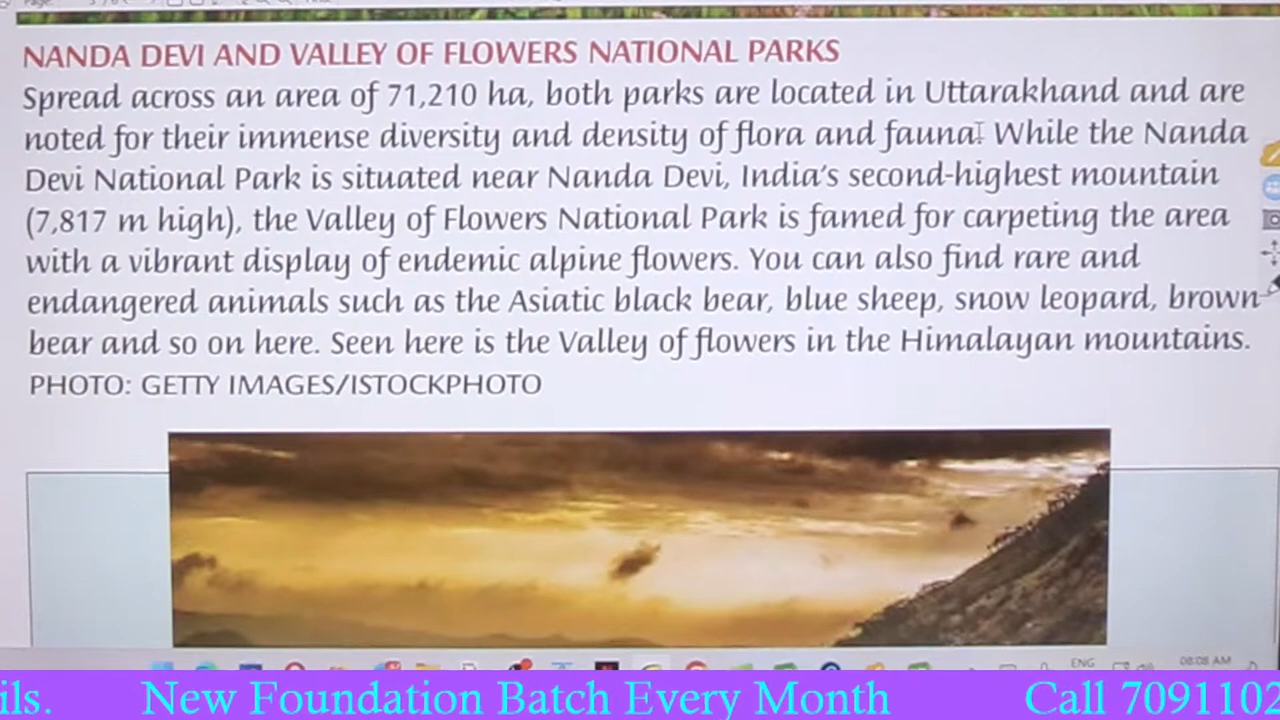 NANDA DEVI AND VALLEY OF FLOWERS NATIONAL PARKS
Spread across an area of 71,210 ha, both parks are located in Uttarakhand and are
noted for their immense diversity and density of flora and fauna. While the Nanda
Devi National Park is situated near Nanda Devi, India's second-highest mountain
(7,817 m high), the Valley of Flowers National Park is famed for carpeting the area
with a vibrant display of endemic alpine flowers. You can also find rare and
endangered animals such as the Asiatic black bear, blue sheep, snow leopard, brown
bear and so on here. Seen here is the Valley of flowers in the Himalayan mountains.
PHOTO: GETTY IMAGES/ISTOCKPHOTO
ENG
08:08 AM
ils. New Foundation Batch Every Month Call 7091102